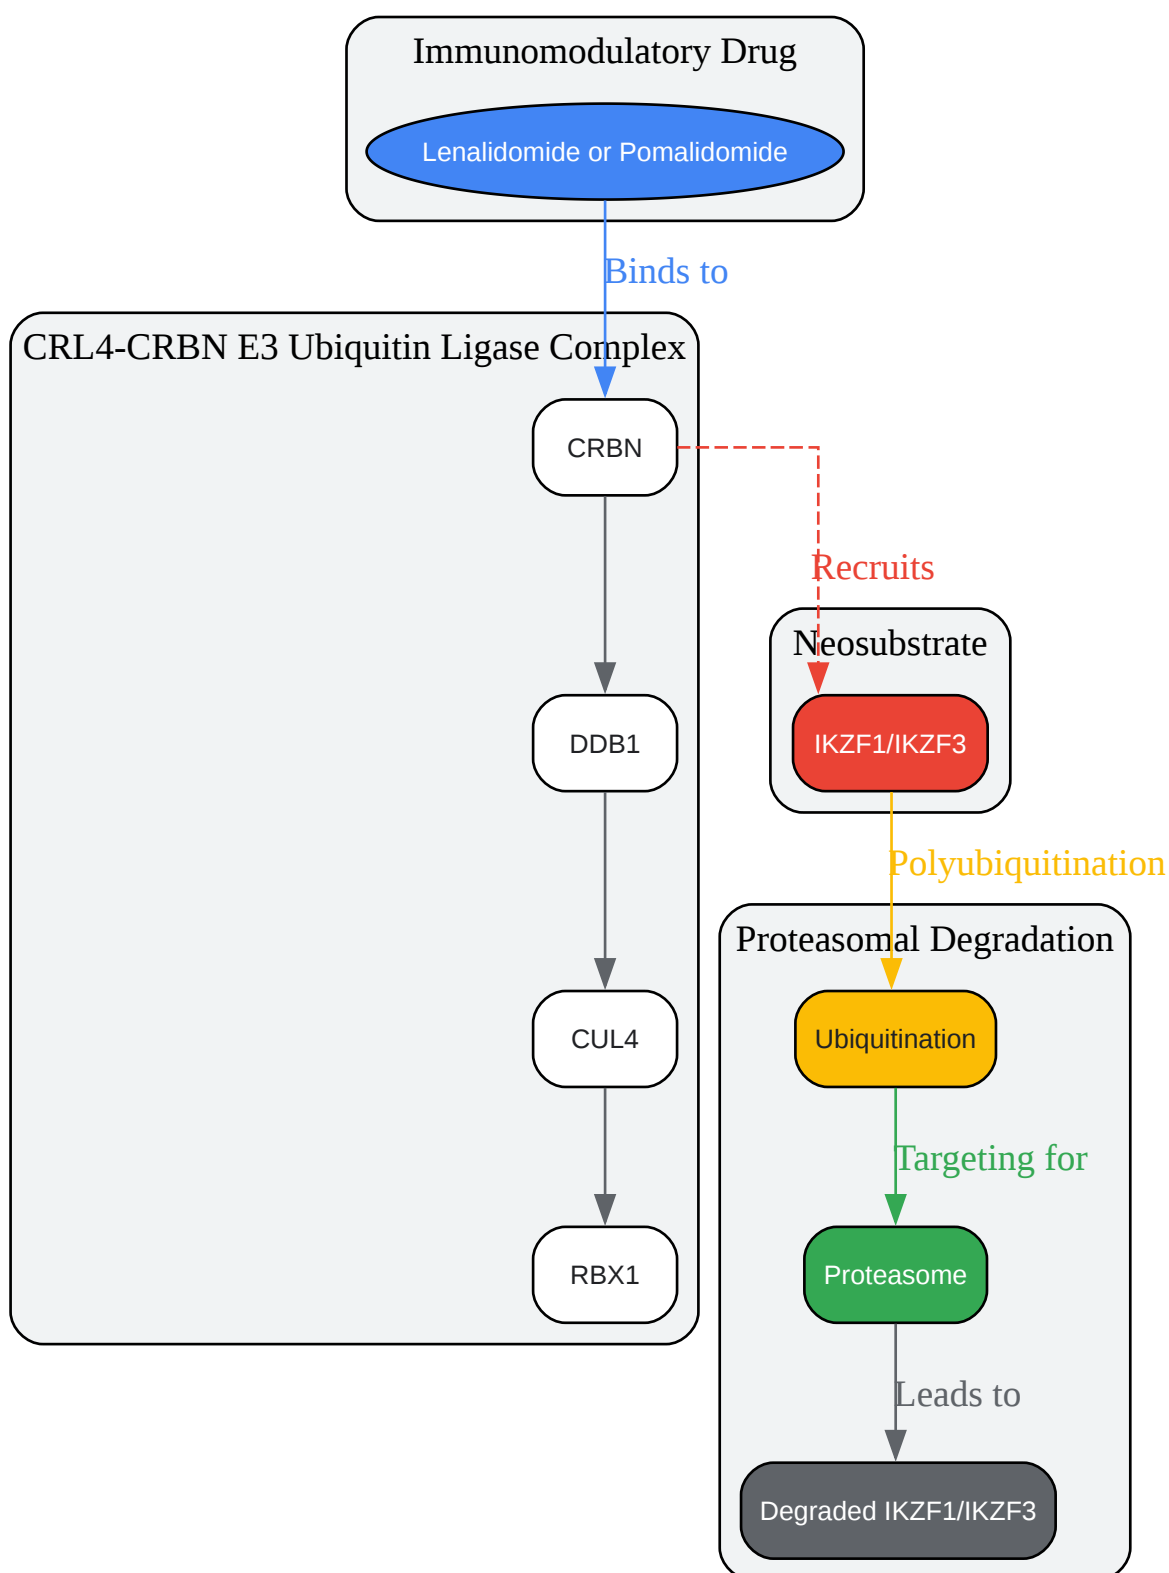 Immunomodulatory Drug
Lenalidomide or Pomalidomide
Binds to
CRL4-CRBN E3 Ubiquitin Ligase Complex
CRBN
Recruits
Neosubstrate
DDB1
IKZF1/IKZF3
Polyubiquitination
Proteasomal Degradation
CUL4
Ubiquitination
Targeting for
RBX1
Proteasome
Leads to
Degraded IKZF1/IKZF3